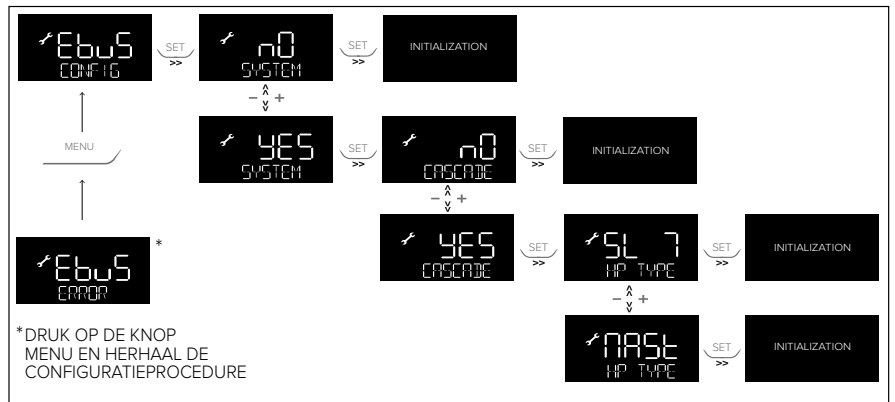 EbuS
CONFIG
SET
>>
nO
SYSTEM
SET
>>
INITIALIZATION
− +
MENU
YES
SYSTEM
SET
>>
nO
CASCADE
SET
>>
INITIALIZATION
− +
EbuS
ERROR
*
YES
CASCADE
SET
>>
SL 7
HP TYPE
SET
>>
INITIALIZATION
− +
*DRUK OP DE KNOP
MENU EN HERHAAL DE
CONFIGURATIEPROCEDURE
MASt
HP TYPE
SET
>>
INITIALIZATION